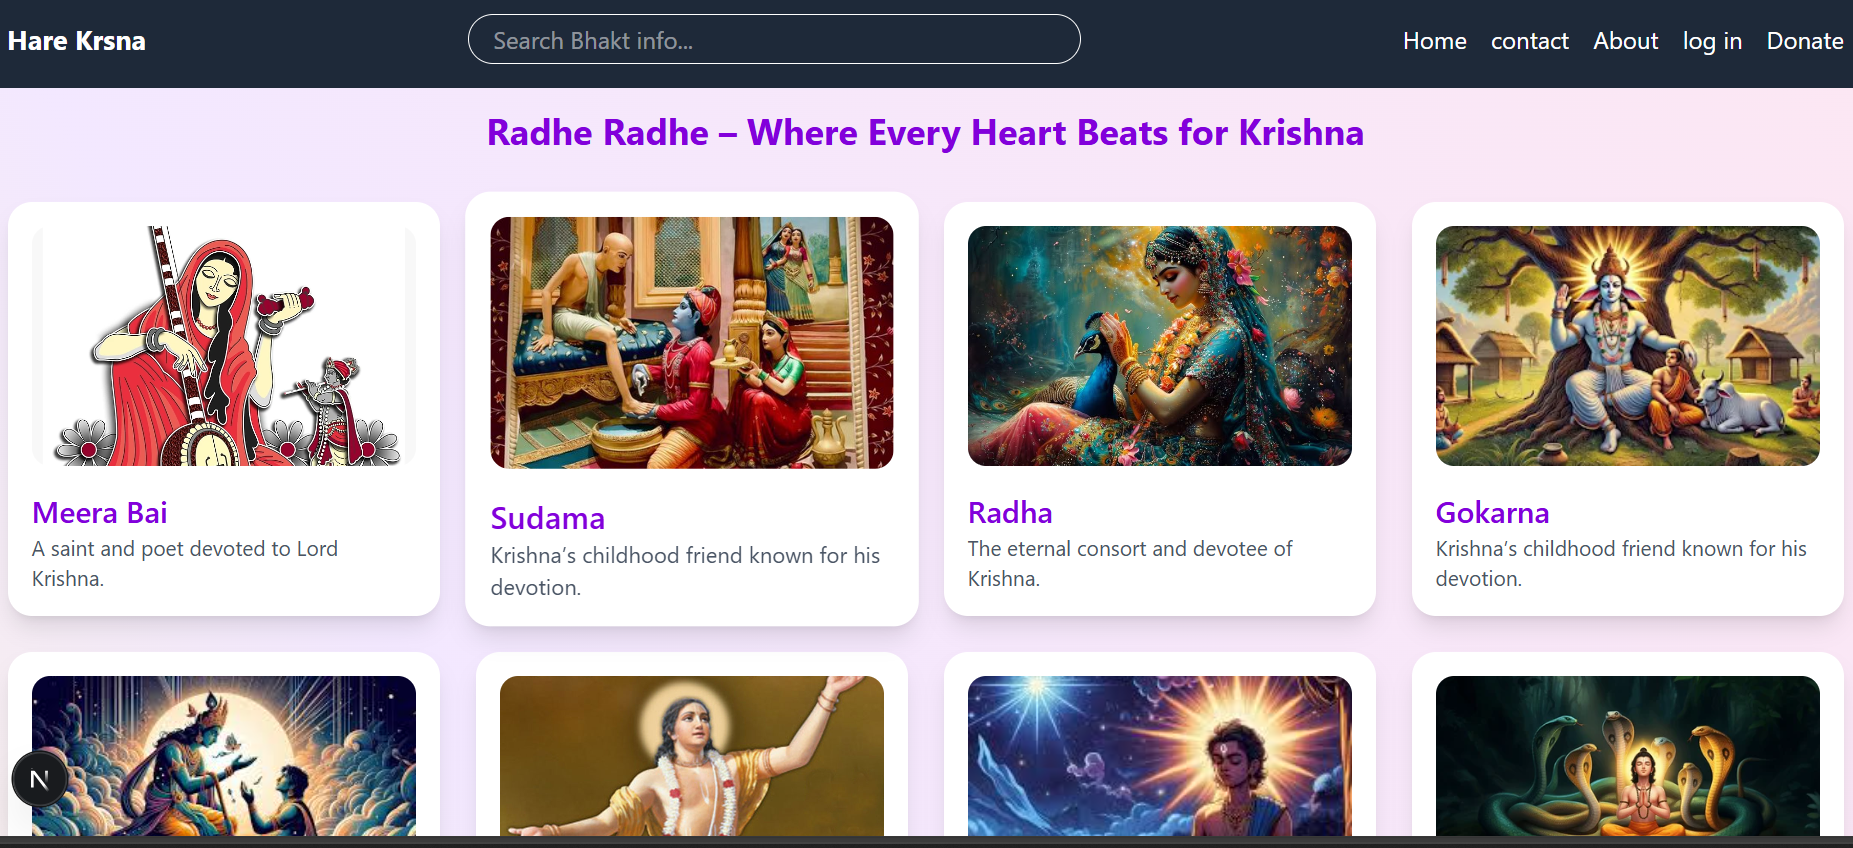 Hare Krsna
Search Bhakt info...
Home contact About log in Donate
Radhe Radhe – Where Every Heart Beats for Krishna
Meera Bai
A saint and poet devoted to Lord
Krishna.
Sudama
Krishna’s childhood friend known for his
devotion.
Radha
The eternal consort and devotee of
Krishna.
Gokarna
Krishna’s childhood friend known for his
devotion.
N